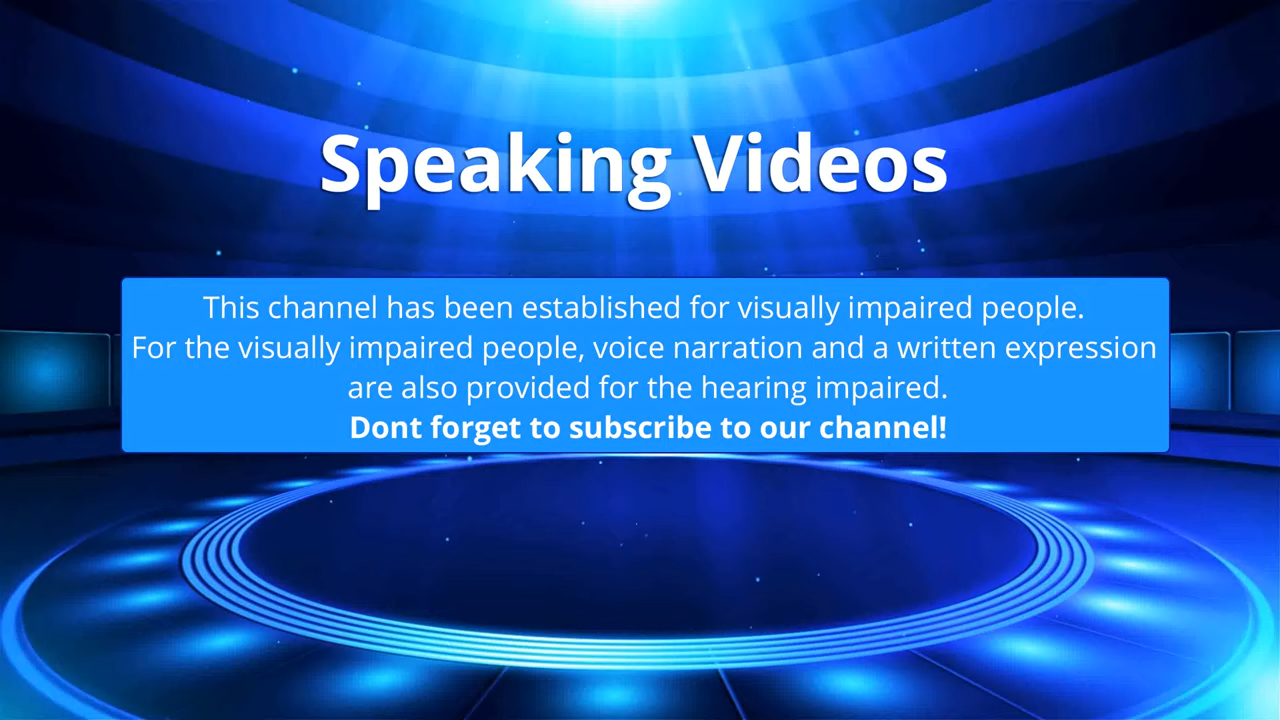 Speaking Videos
This channel has been established for visually impaired people.
For the visually impaired people, voice narration and a written expression
are also provided for the hearing impaired.
Dont forget to subscribe to our channel!